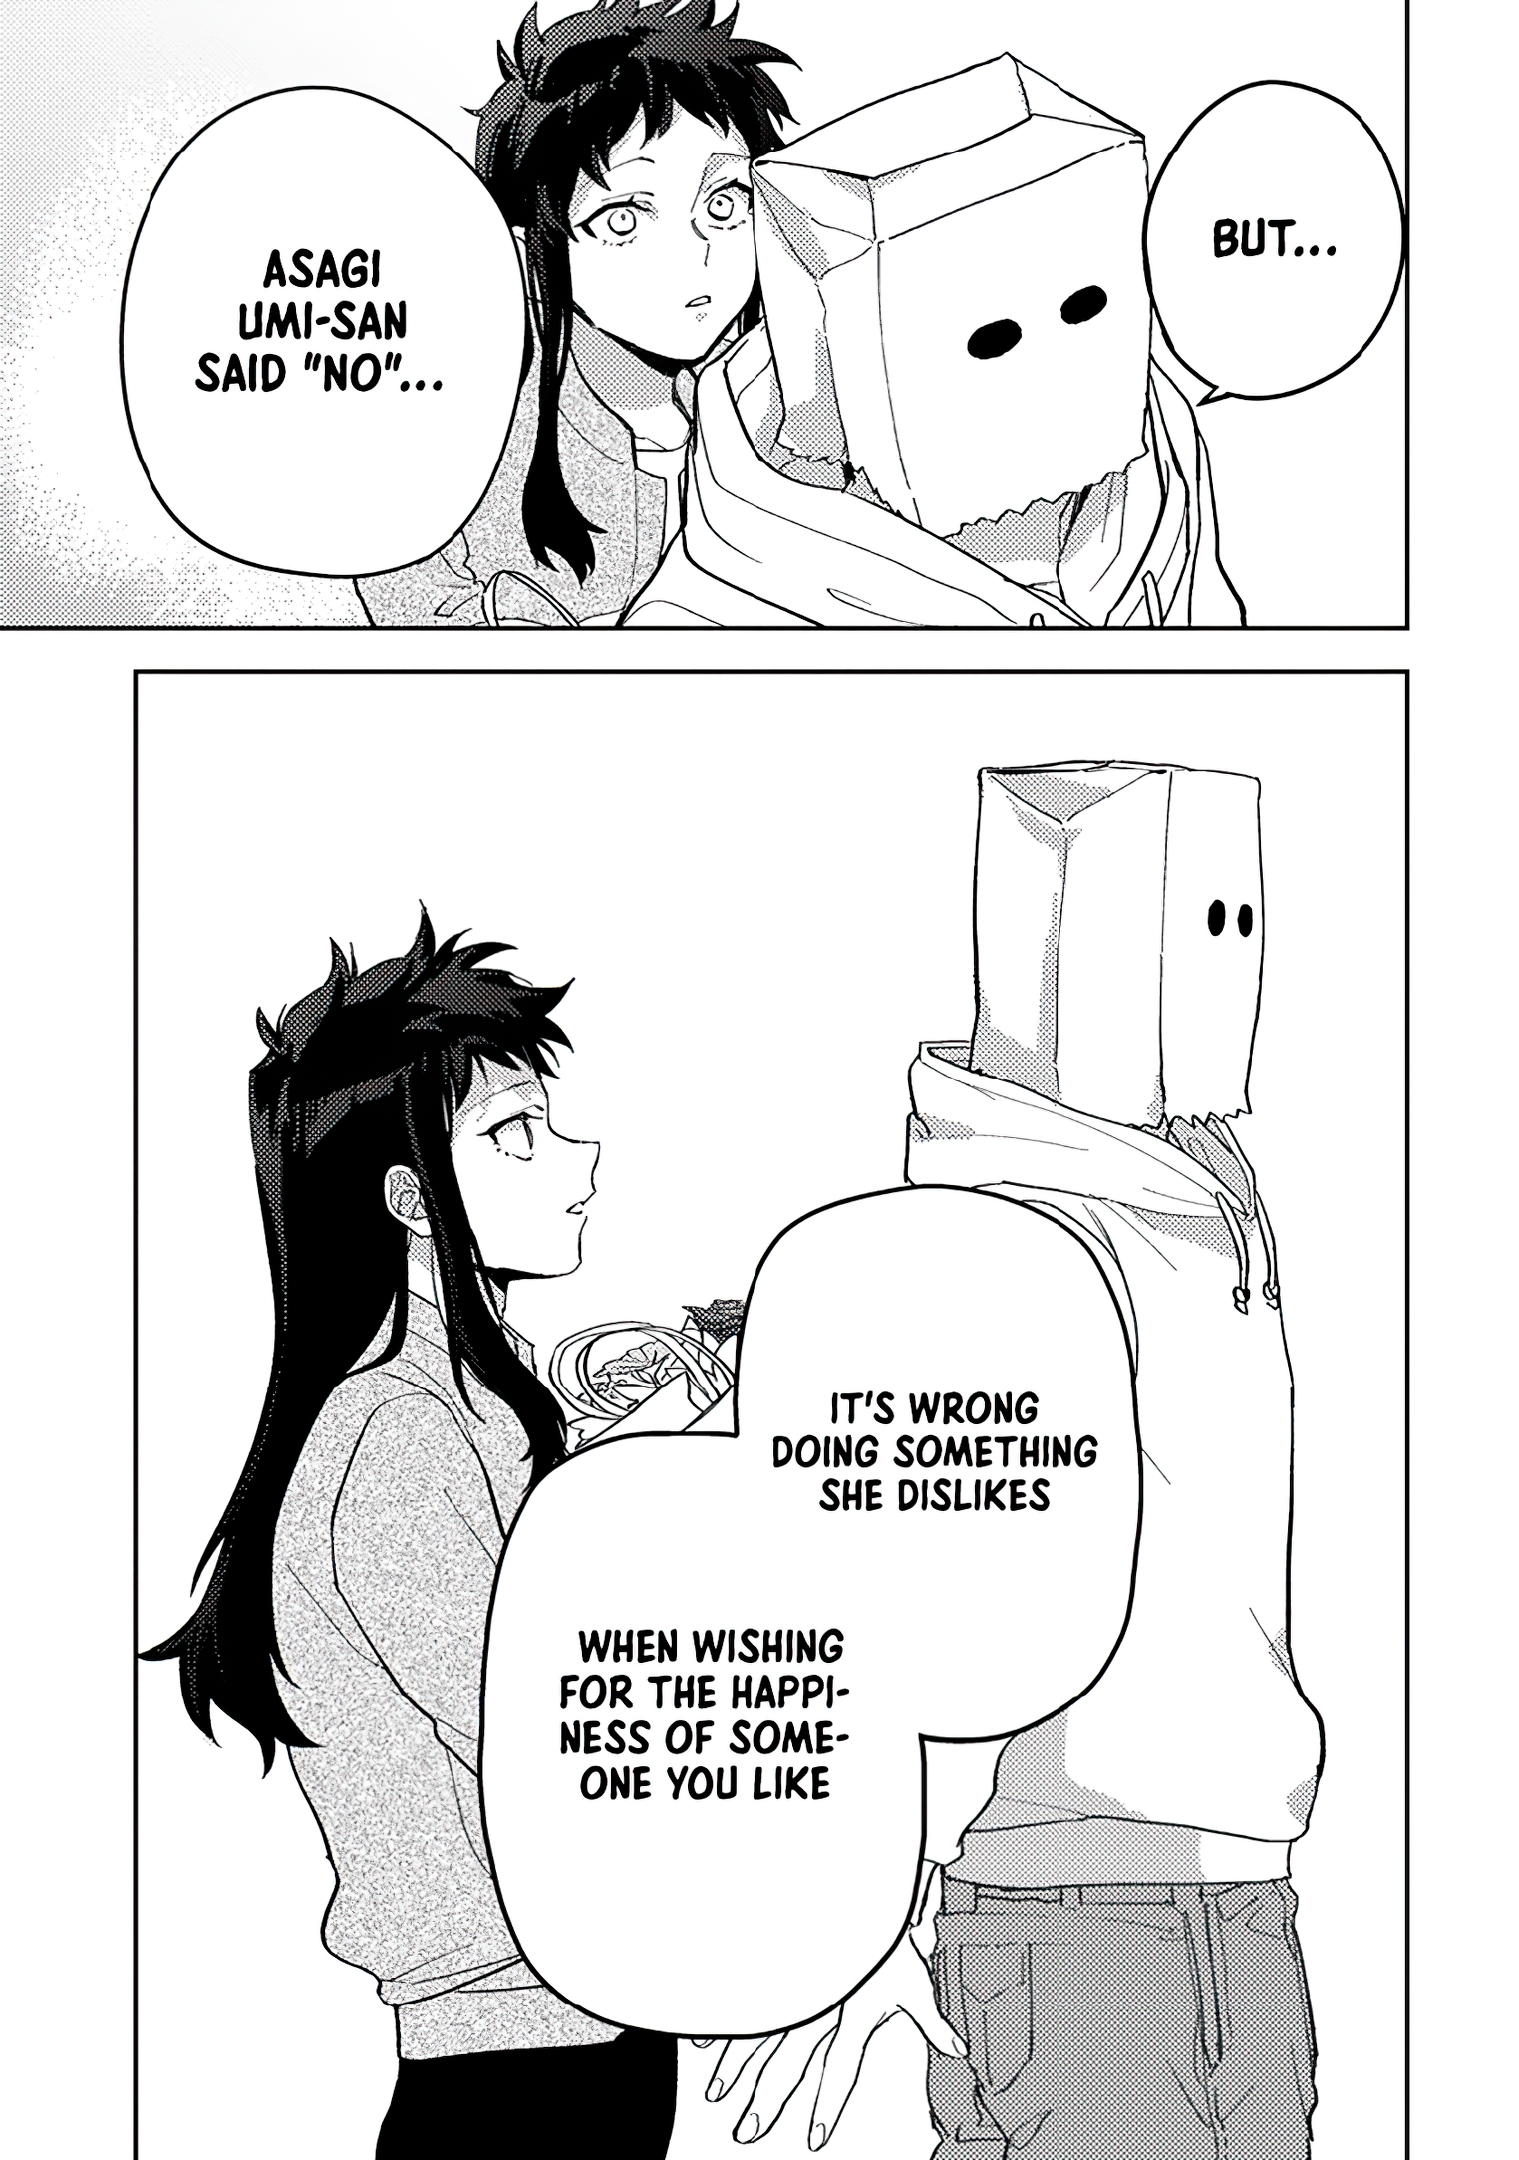 BUT...
ASAGI
UMI-SAN
SAID "NO"...
IT'S WRONG
DOING SOMETHING
SHE DISLIKES
WHEN WISHING
FOR THE HAPPI-
NESS OF SOME-
ONE YOU LIKE